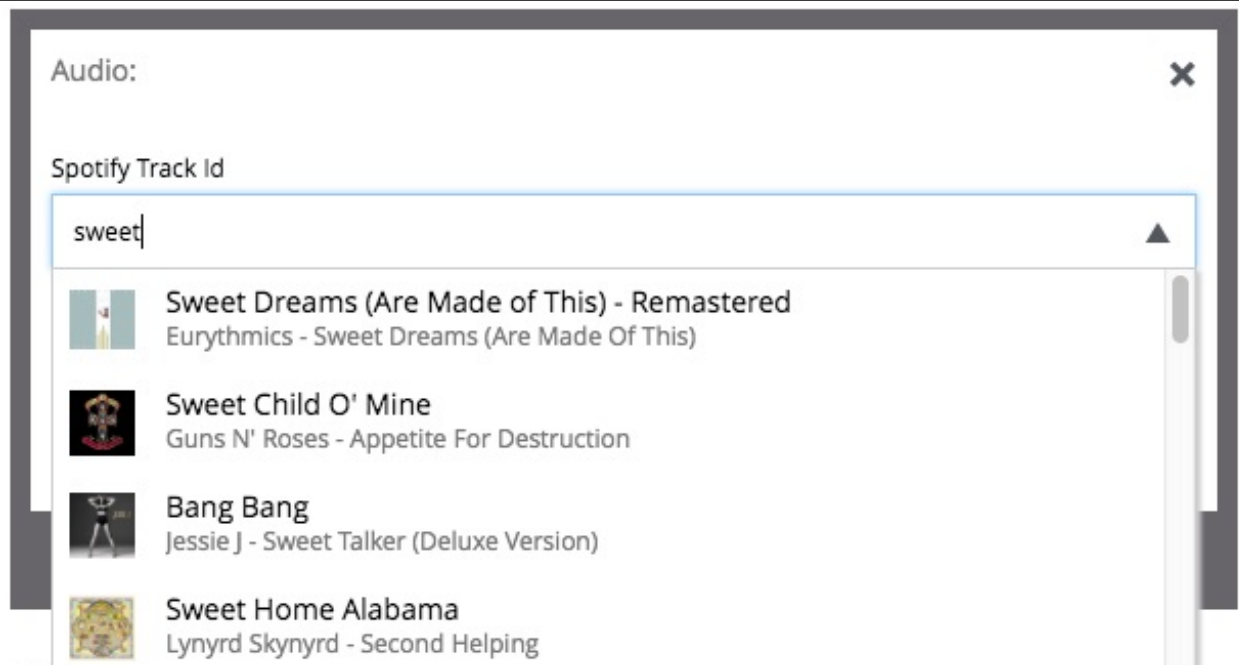 Audio:
Spotify Track Id
sweet
Sweet Dreams (Are Made of This) - Remastered
Eurythmics - Sweet Dreams (Are Made Of This)
Sweet Child O' Mine
Guns N' Roses - Appetite For Destruction
Bang Bang
Jessie J - Sweet Talker (Deluxe Version)
Sweet Home Alabama
Lynyrd Skynyrd - Second Helping